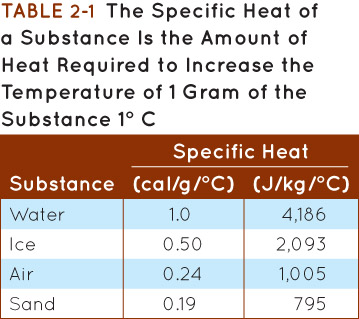 TABLE 2-1 The Specific Heat of
a Substance Is the Amount of
Heat Required to Increase the
Temperature of 1 Gram of the
Substance 1° C
Specific Heat
Substance (cal/g/°C) (J/kg/°C)
Water 1.0 4,186
Ice 0.50 2,093
Air 0.24 1,005
Sand 0.19 795